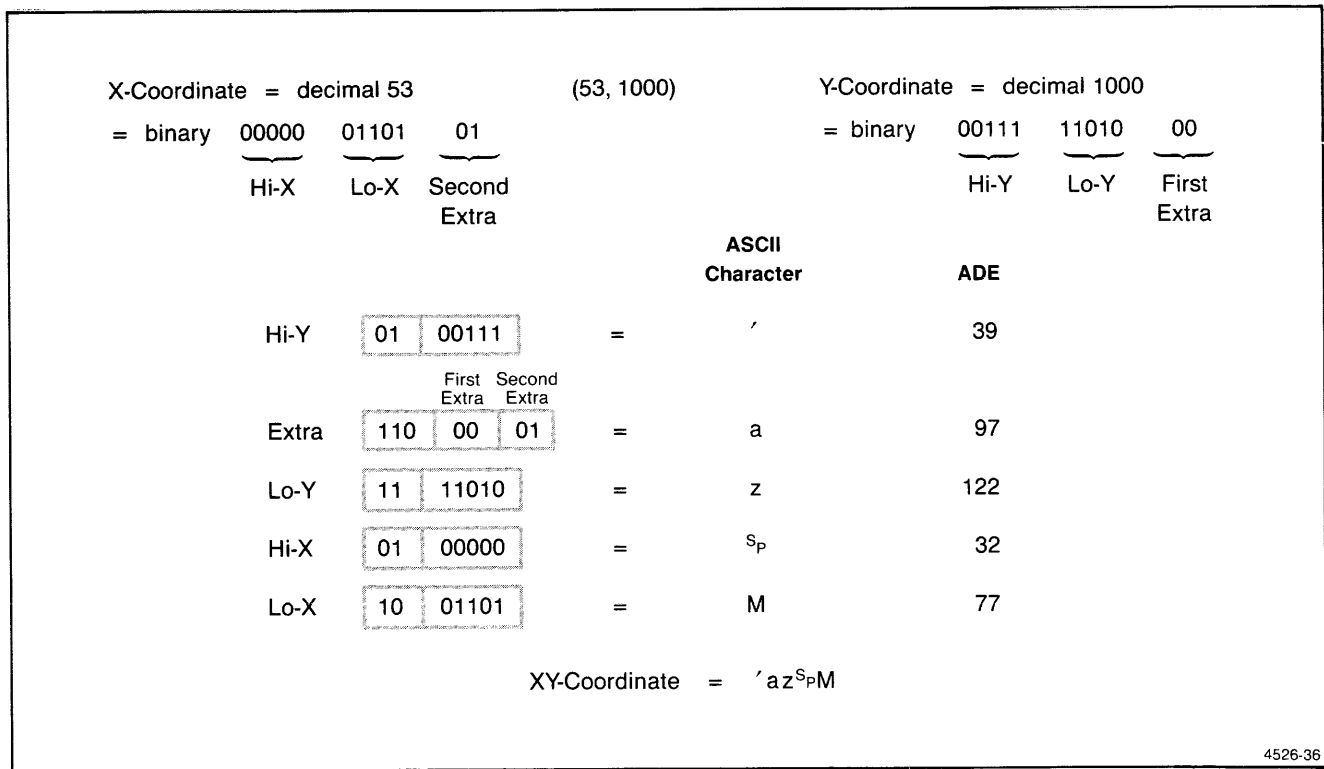 X-Coordinate = decimal 53 (53, 1000) Y-Coordinate = decimal 1000
= binary 00000 01101 01 = binary 00111 11010 00
Hi-X Lo-X Second Hi-Y Lo-Y First
Extra Extra
ASCII
Character ADE
Hi-Y 01 00111 = ′ 39
First Second
Extra Extra
Extra 110 00 01 = a 97
Lo-Y 11 11010 = z 122
Hi-X 01 00000 = SP 32
Lo-X 10 01101 = M 77
XY-Coordinate = ′azSPM
4526-36